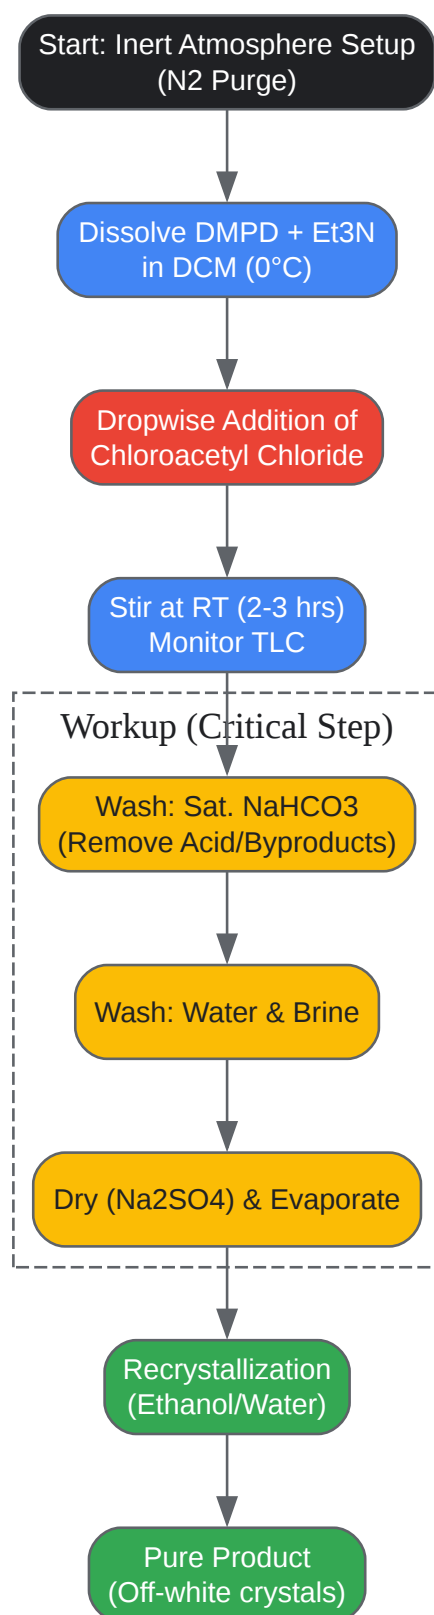 Start: Inert Atmosphere Setup
(N2 Purge)
Dissolve DMPD + Et3N
in DCM (0°C)
Dropwise Addition of
Chloroacetyl Chloride
Stir at RT (2-3 hrs)
Monitor TLC
Workup (Critical Step)
Wash: Sat. NaHCO3
(Remove Acid/Byproducts)
Wash: Water & Brine
Dry (Na2SO4) & Evaporate
Recrystallization
(Ethanol/Water)
Pure Product
(Off-white crystals)